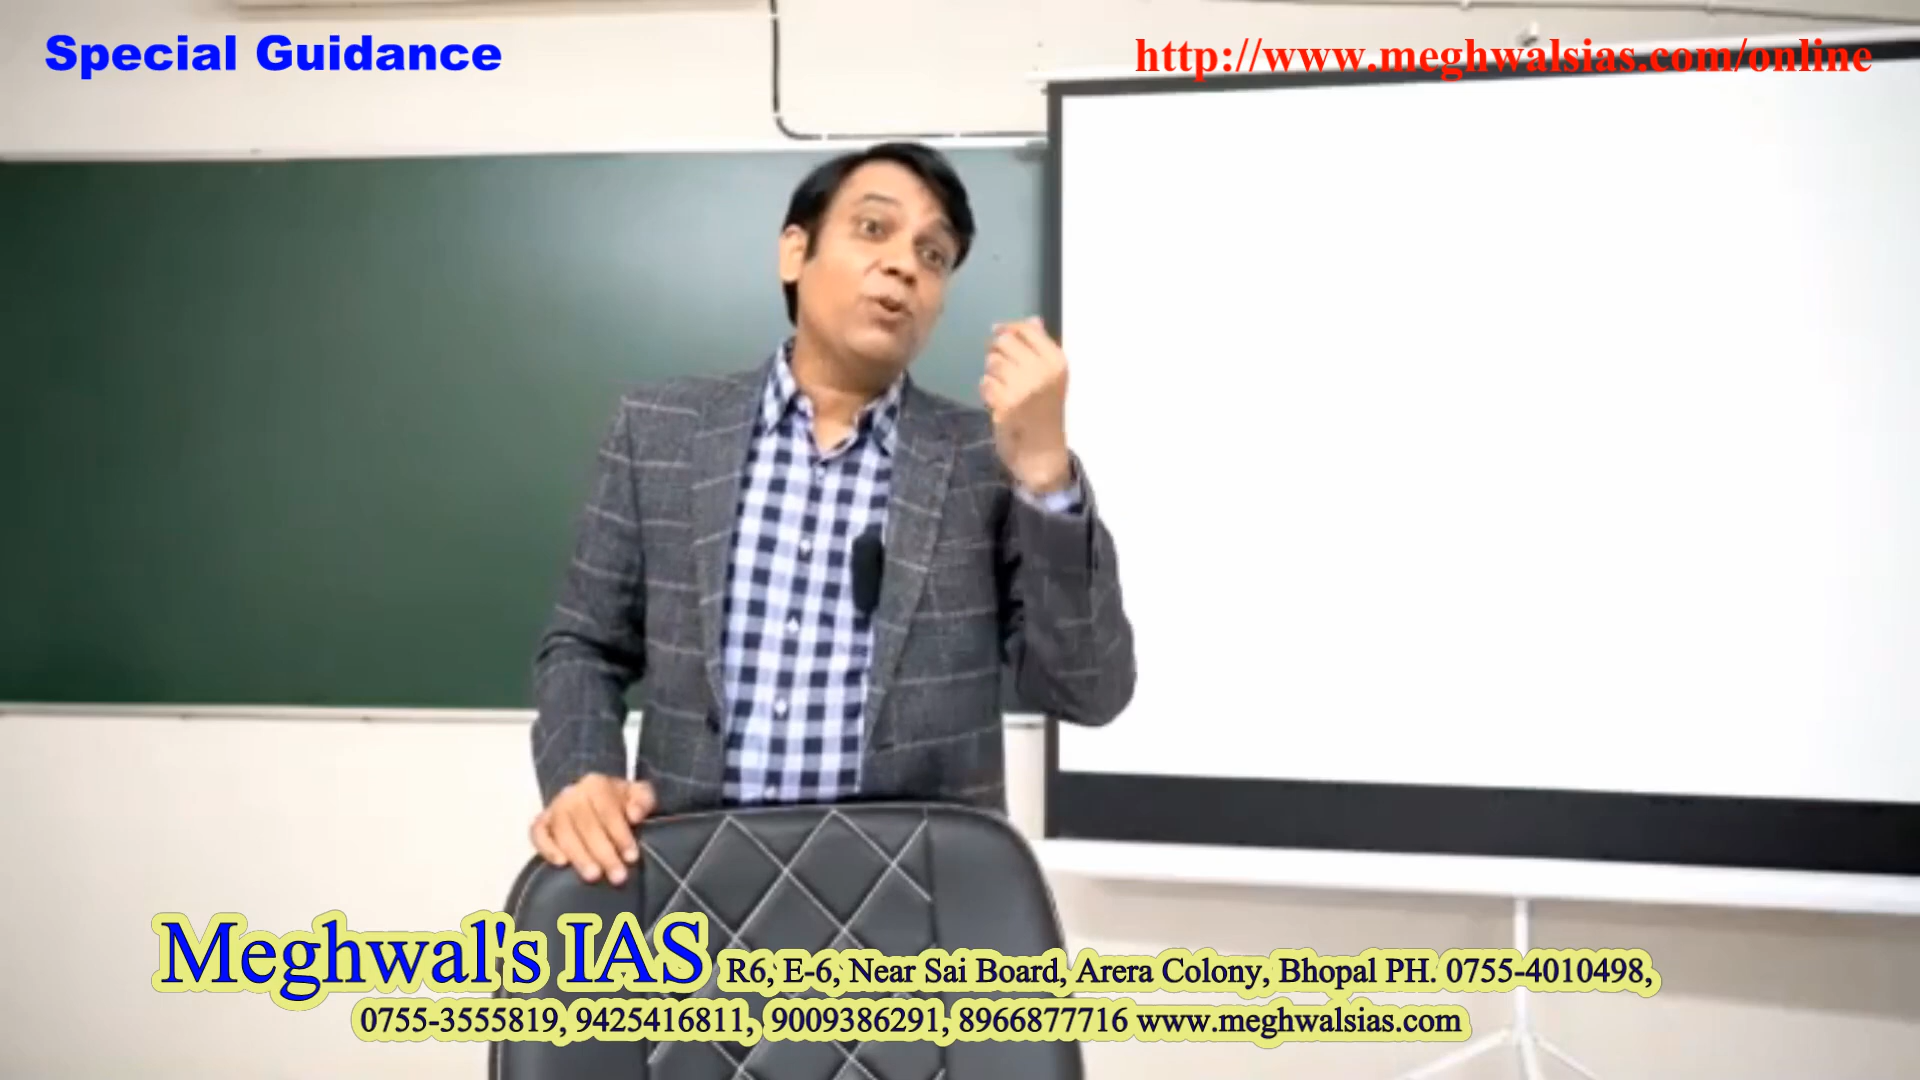 Special Guidance
http://www.meghwalsias.com/online
Meghwal's IAS R6, E-6, Near Sai Board, Arera Colony, Bhopal PH. 0755-4010498,
0755-3555819, 9425416811, 9009386291, 8966877716 www.meghwalsias.com